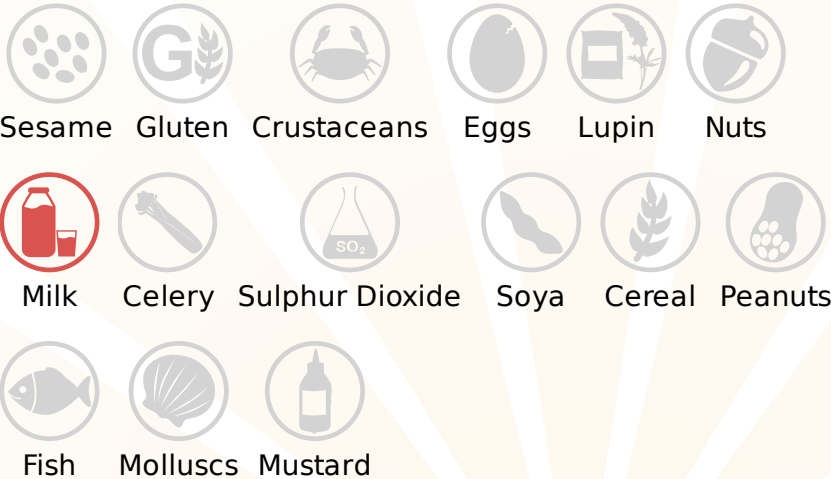 G
Sesame Gluten Crustaceans Eggs Lupin Nuts
SO₂
Milk Celery Sulphur Dioxide Soya Cereal Peanuts
Fish Molluscs Mustard